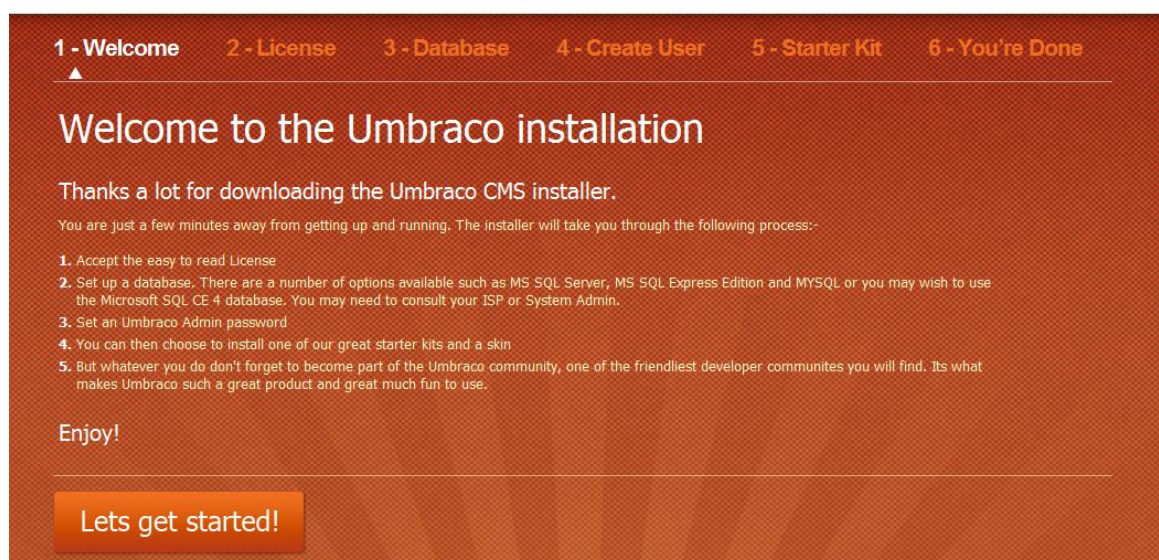 1 - Welcome 2 - License 3 - Database 4 - Create User 5 - Starter Kit 6 - You're Done
Welcome to the Umbraco installation
Thanks a lot for downloading the Umbraco CMS installer.
You are just a few minutes away from getting up and running. The installer will take you through the following process:-
1. Accept the easy to read License
2. Set up a database. There are a number of options available such as MS SQL Server, MS SQL Express Edition and MYSQL or you may wish to use
the Microsoft SQL CE 4 database. You may need to consult your ISP or System Admin.
3. Set an Umbraco Admin password
4. You can then choose to install one of our great starter kits and a skin
5. But whatever you do don't forget to become part of the Umbraco community, one of the friendliest developer communites you will find. Its what
makes Umbraco such a great product and great much fun to use.
Enjoy!
Lets get started!